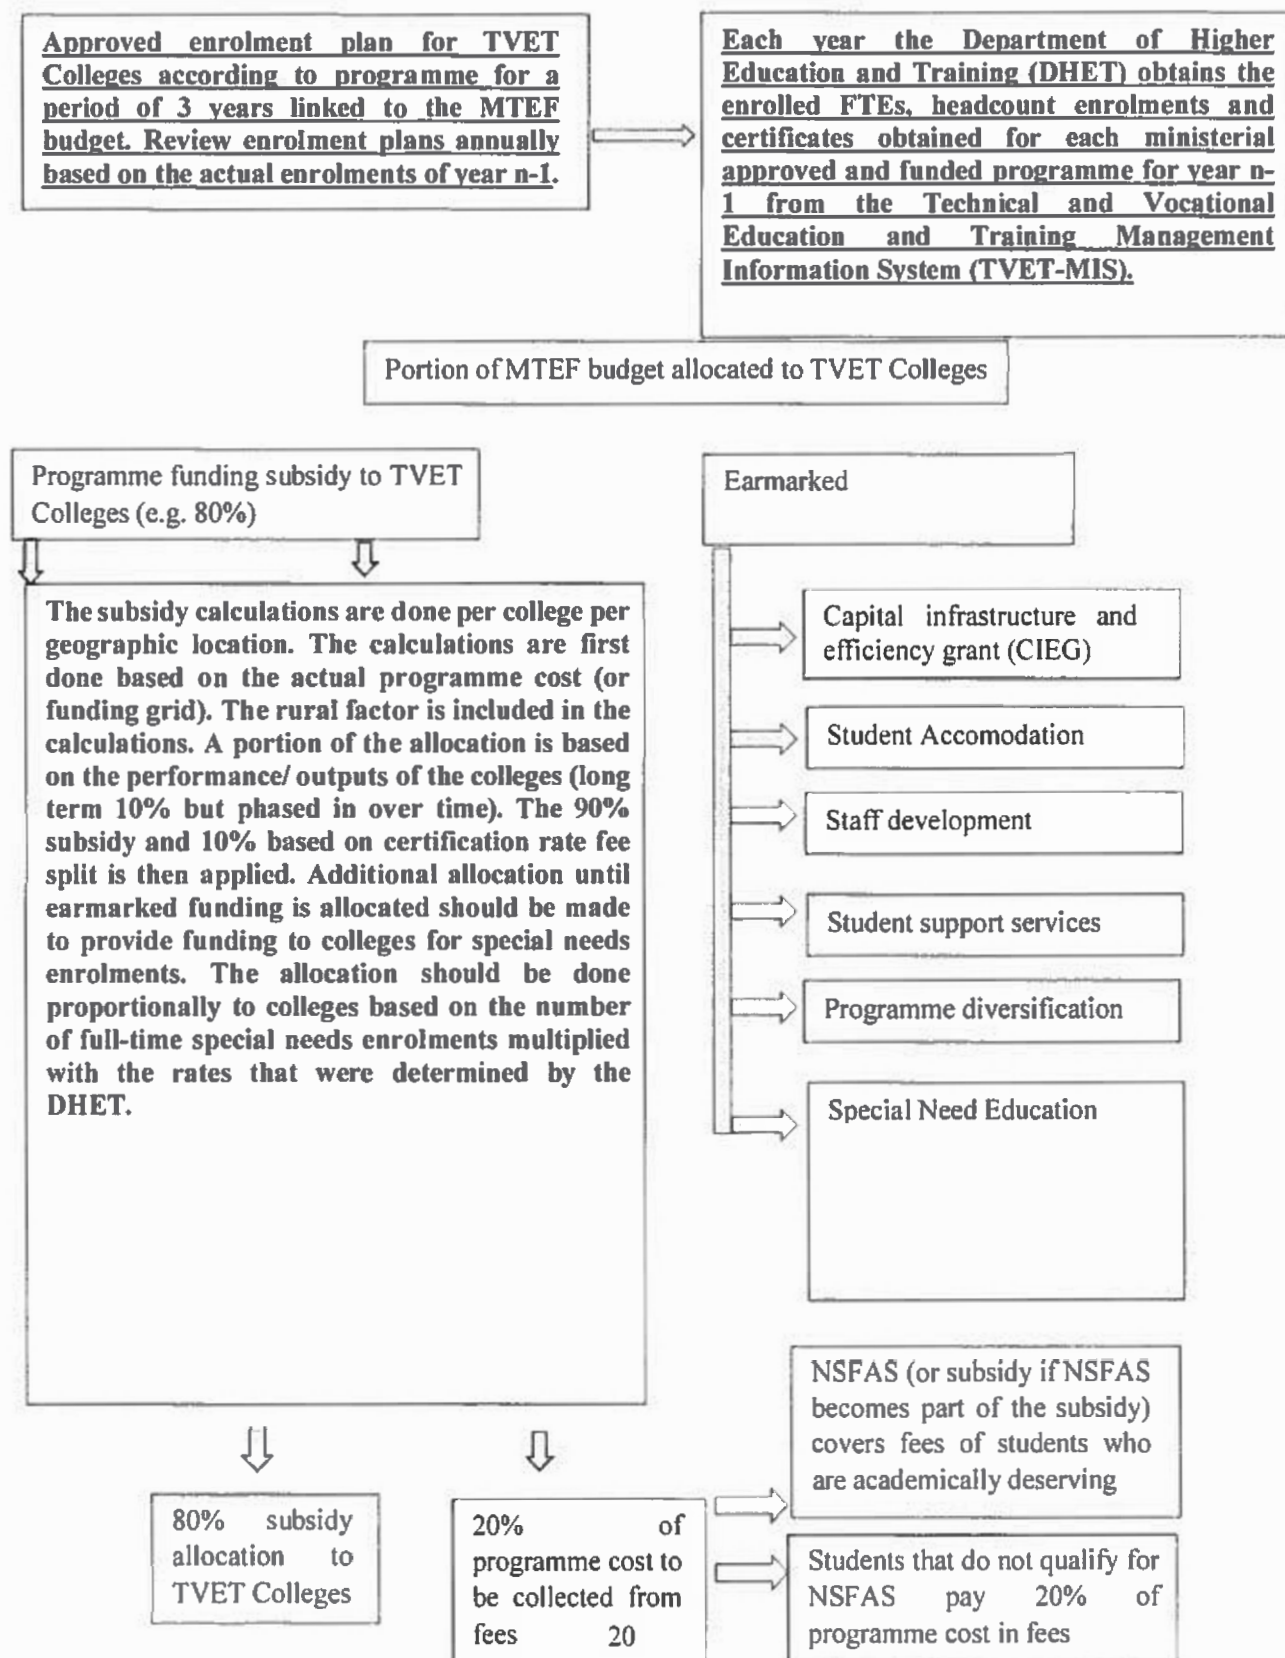 Approved enrolment plan for TVET
Colleges according to programme for a
period of 3 years linked to the MTEF
budget. Review enrolment plans annually
based on the actual enrolments of year n-1.
Each year the Department of Higher
Education and Training (DHET) obtains the
enrolled FTEs, headcount enrolments and
certificates obtained for each ministerial
approved and funded programme for year n-
1 from the Technical and Vocational
Education and Training Management
Information System (TVET-MIS).
Portion of MTEF budget allocated to TVET Colleges
Programme funding subsidy to TVET
Colleges (e.g. 80%)
The subsidy calculations are done per college per
geographic location. The calculations are first
done based on the actual programme cost (or
funding grid). The rural factor is included in the
calculations. A portion of the allocation is based
on the performance/ outputs of the colleges (long
term 10% but phased in over time). The 90%
subsidy and 10% based on certification rate fee
split is then applied. Additional allocation until
earmarked funding is allocated should be made
to provide funding to colleges for special needs
enrolments. The allocation should be done
proportionally to colleges based on the number
of full-time special needs enrolments multiplied
with the rates that were determined by the
DHET.
Earmarked
Capital infrastructure and
efficiency grant (CIEG)
Student Accomodation
Staff development
Student support services
Programme diversification
Special Need Education
80% subsidy
allocation to
TVET Colleges
20% of
programme cost to
be collected from
fees 20
NSFAS (or subsidy if NSFAS
becomes part of the subsidy)
covers fees of students who
are academically deserving
Students that do not qualify for
NSFAS pay 20% of
programme cost in fees